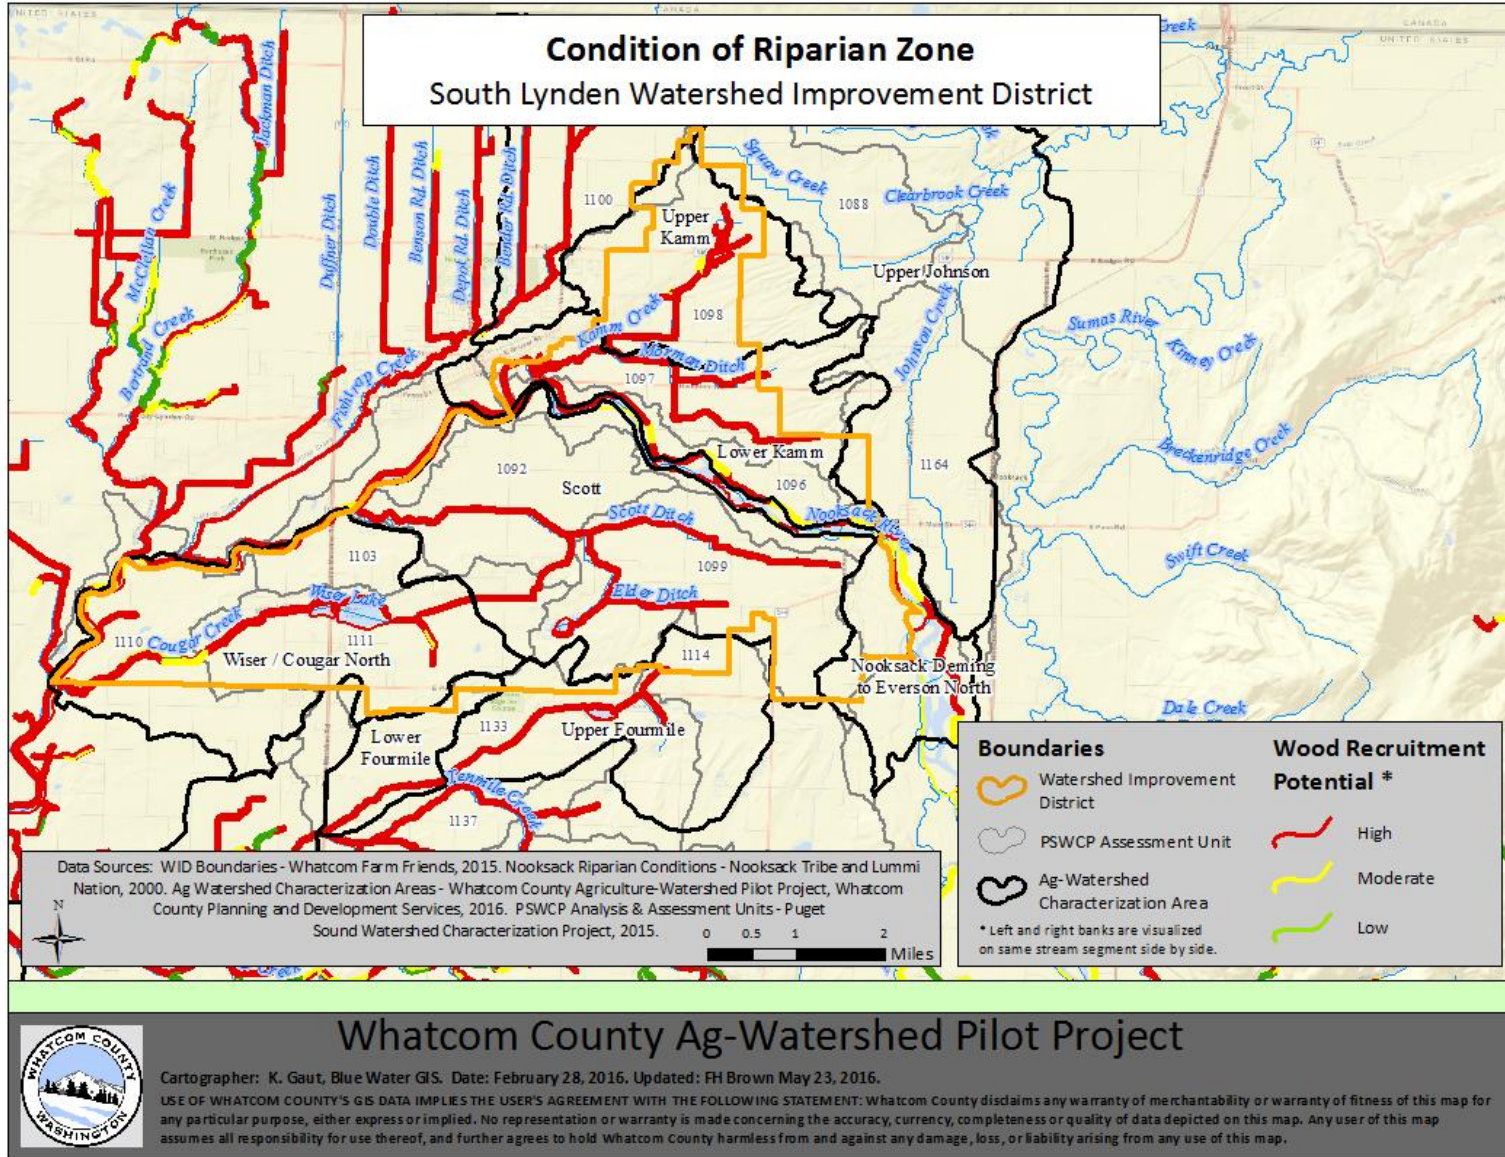 UNITED STATES
CANADA
Creek
CANADA
UNITED STATES
Condition of Riparian Zone
South Lynden Watershed Improvement District
Jackman Ditch
McClellan Creek
Bertrand Creek
Duffner Ditch
Double Ditch
Benson Rd. Ditch
Depot Rd. Ditch
Bender Rd. Ditch
Fishtrap Creek
1100
Upper
Kamm
Squaw Creek
1088
Clearbrook Creek
Upper Johnson
Johnson Creek
Kamm Creek
1098
Mormon Ditch
1097
Sumas River
Kinney Creek
Breckenridge Creek
Lower Kamm
1164
1092
Scott
1096
Nooksack River
Scott Ditch
Swift Creek
1103
1099
Wiser Lake
Elder Ditch
1110
Cougar Creek
1111
Wiser / Cougar North
1114
Nooksack Deming
to Everson North
Dale Creek
1133
Upper Fourmile
Lower
Fourmile
Tenmile Creek
1137
Boundaries
Watershed Improvement
District
PSWCP Assessment Unit
Ag-Watershed
Characterization Area
* Left and right banks are visualized
on same stream segment side by side.
Wood Recruitment
Potential *
High
Moderate
Low
Data Sources: WID Boundaries - Whatcom Farm Friends, 2015. Nooksack Riparian Conditions - Nooksack Tribe and Lummi
Nation, 2000. Ag Watershed Characterization Areas - Whatcom County Agriculture-Watershed Pilot Project, Whatcom
County Planning and Development Services, 2016. PSWCP Analysis & Assessment Units - Puget
Sound Watershed Characterization Project, 2015.
N
0 0.5 1 2
Miles
Creek
Whatcom County Ag-Watershed Pilot Project
WHATCOM COUNTY
WASHINGTON
Cartographer: K. Gaut, Blue Water GIS. Date: February 28, 2016. Updated: FH Brown May 23, 2016.
USE OF WHATCOM COUNTY'S GIS DATA IMPLIES THE USER'S AGREEMENT WITH THE FOLLOWING STATEMENT: Whatcom County disclaims any warranty of merchantability or warranty of fitness of this map for
any particular purpose, either express or implied. No representation or warranty is made concerning the accuracy, currency, completeness or quality of data depicted on this map. Any user of this map
assumes all responsibility for use thereof, and further agrees to hold Whatcom County harmless from and against any damage, loss, or liability arising from any use of this map.